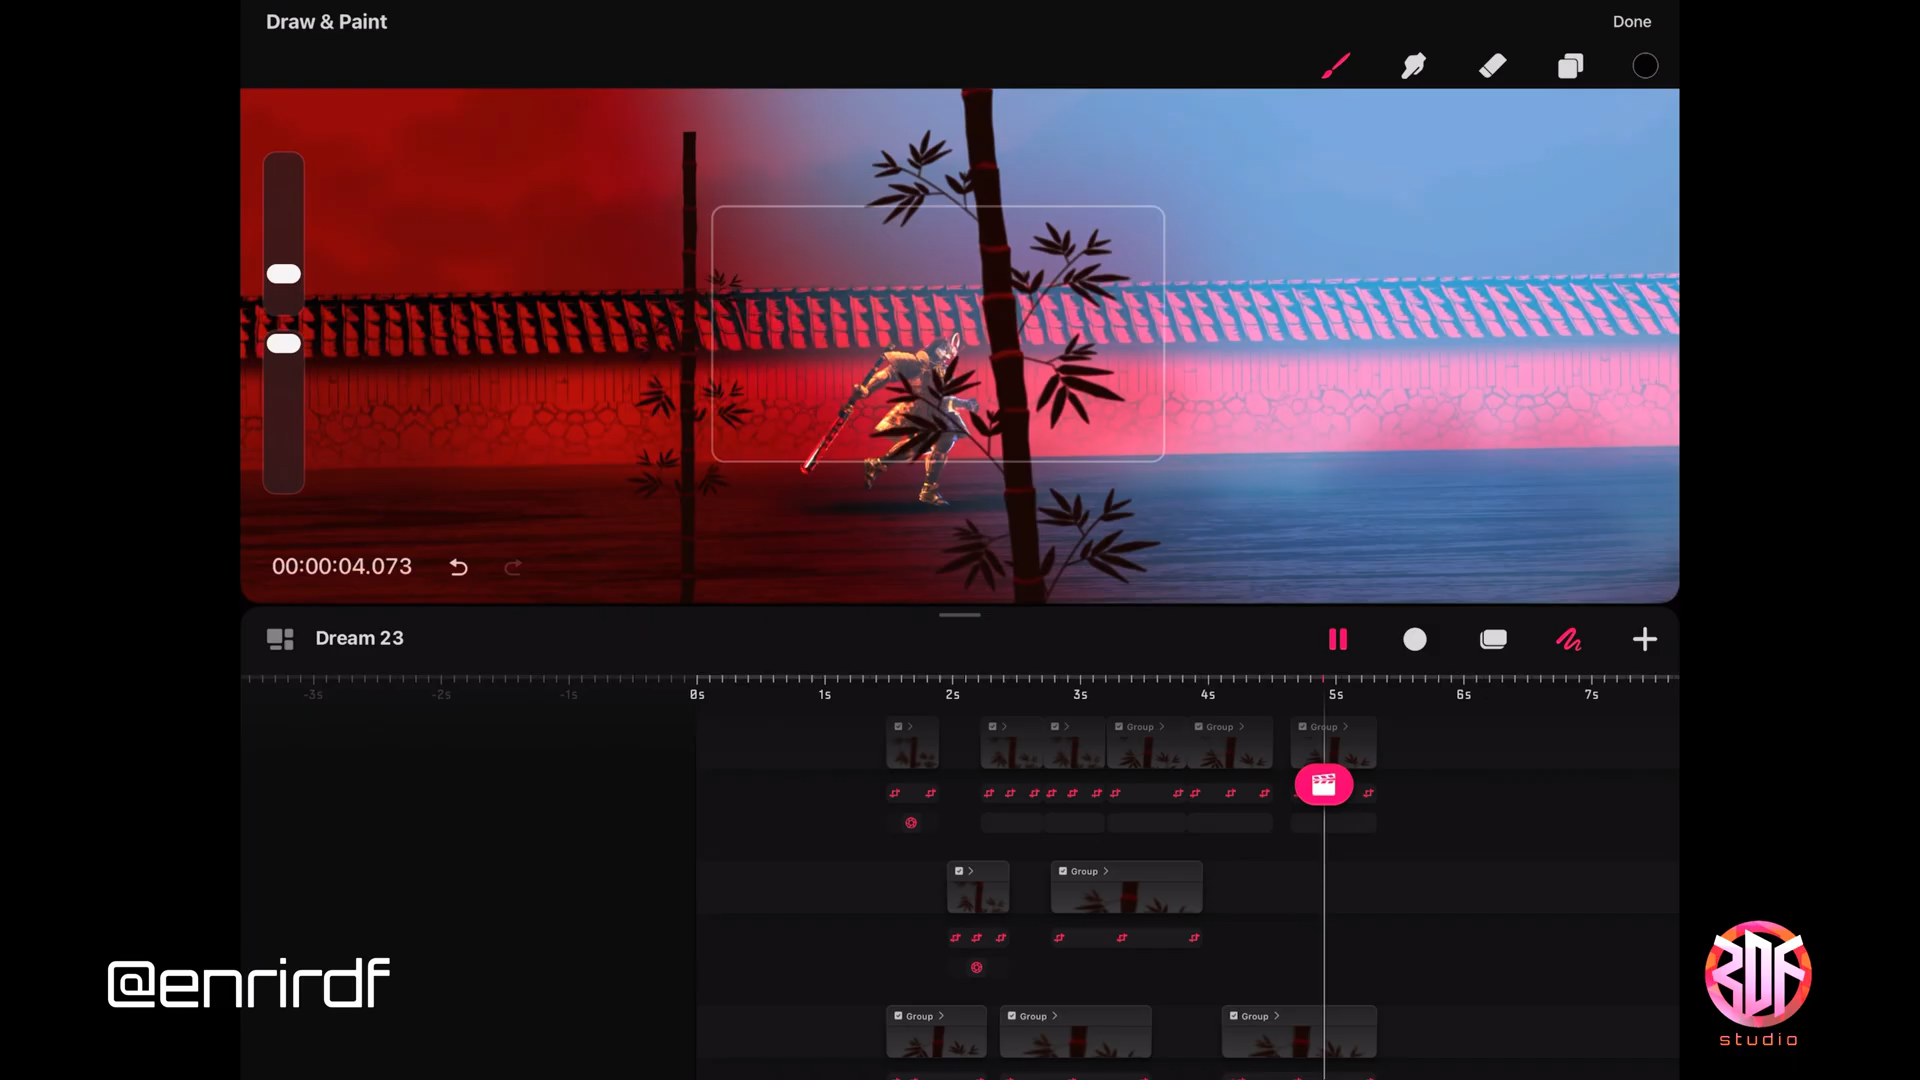 Draw & Paint
Done
00:00:04.073
Dream 23
-3s -2s -1s 0s 1s 2s 3s 4s 5s 6s 7s
Group Group Group
Group
Group Group Group
@enrirdf
RDF
studio